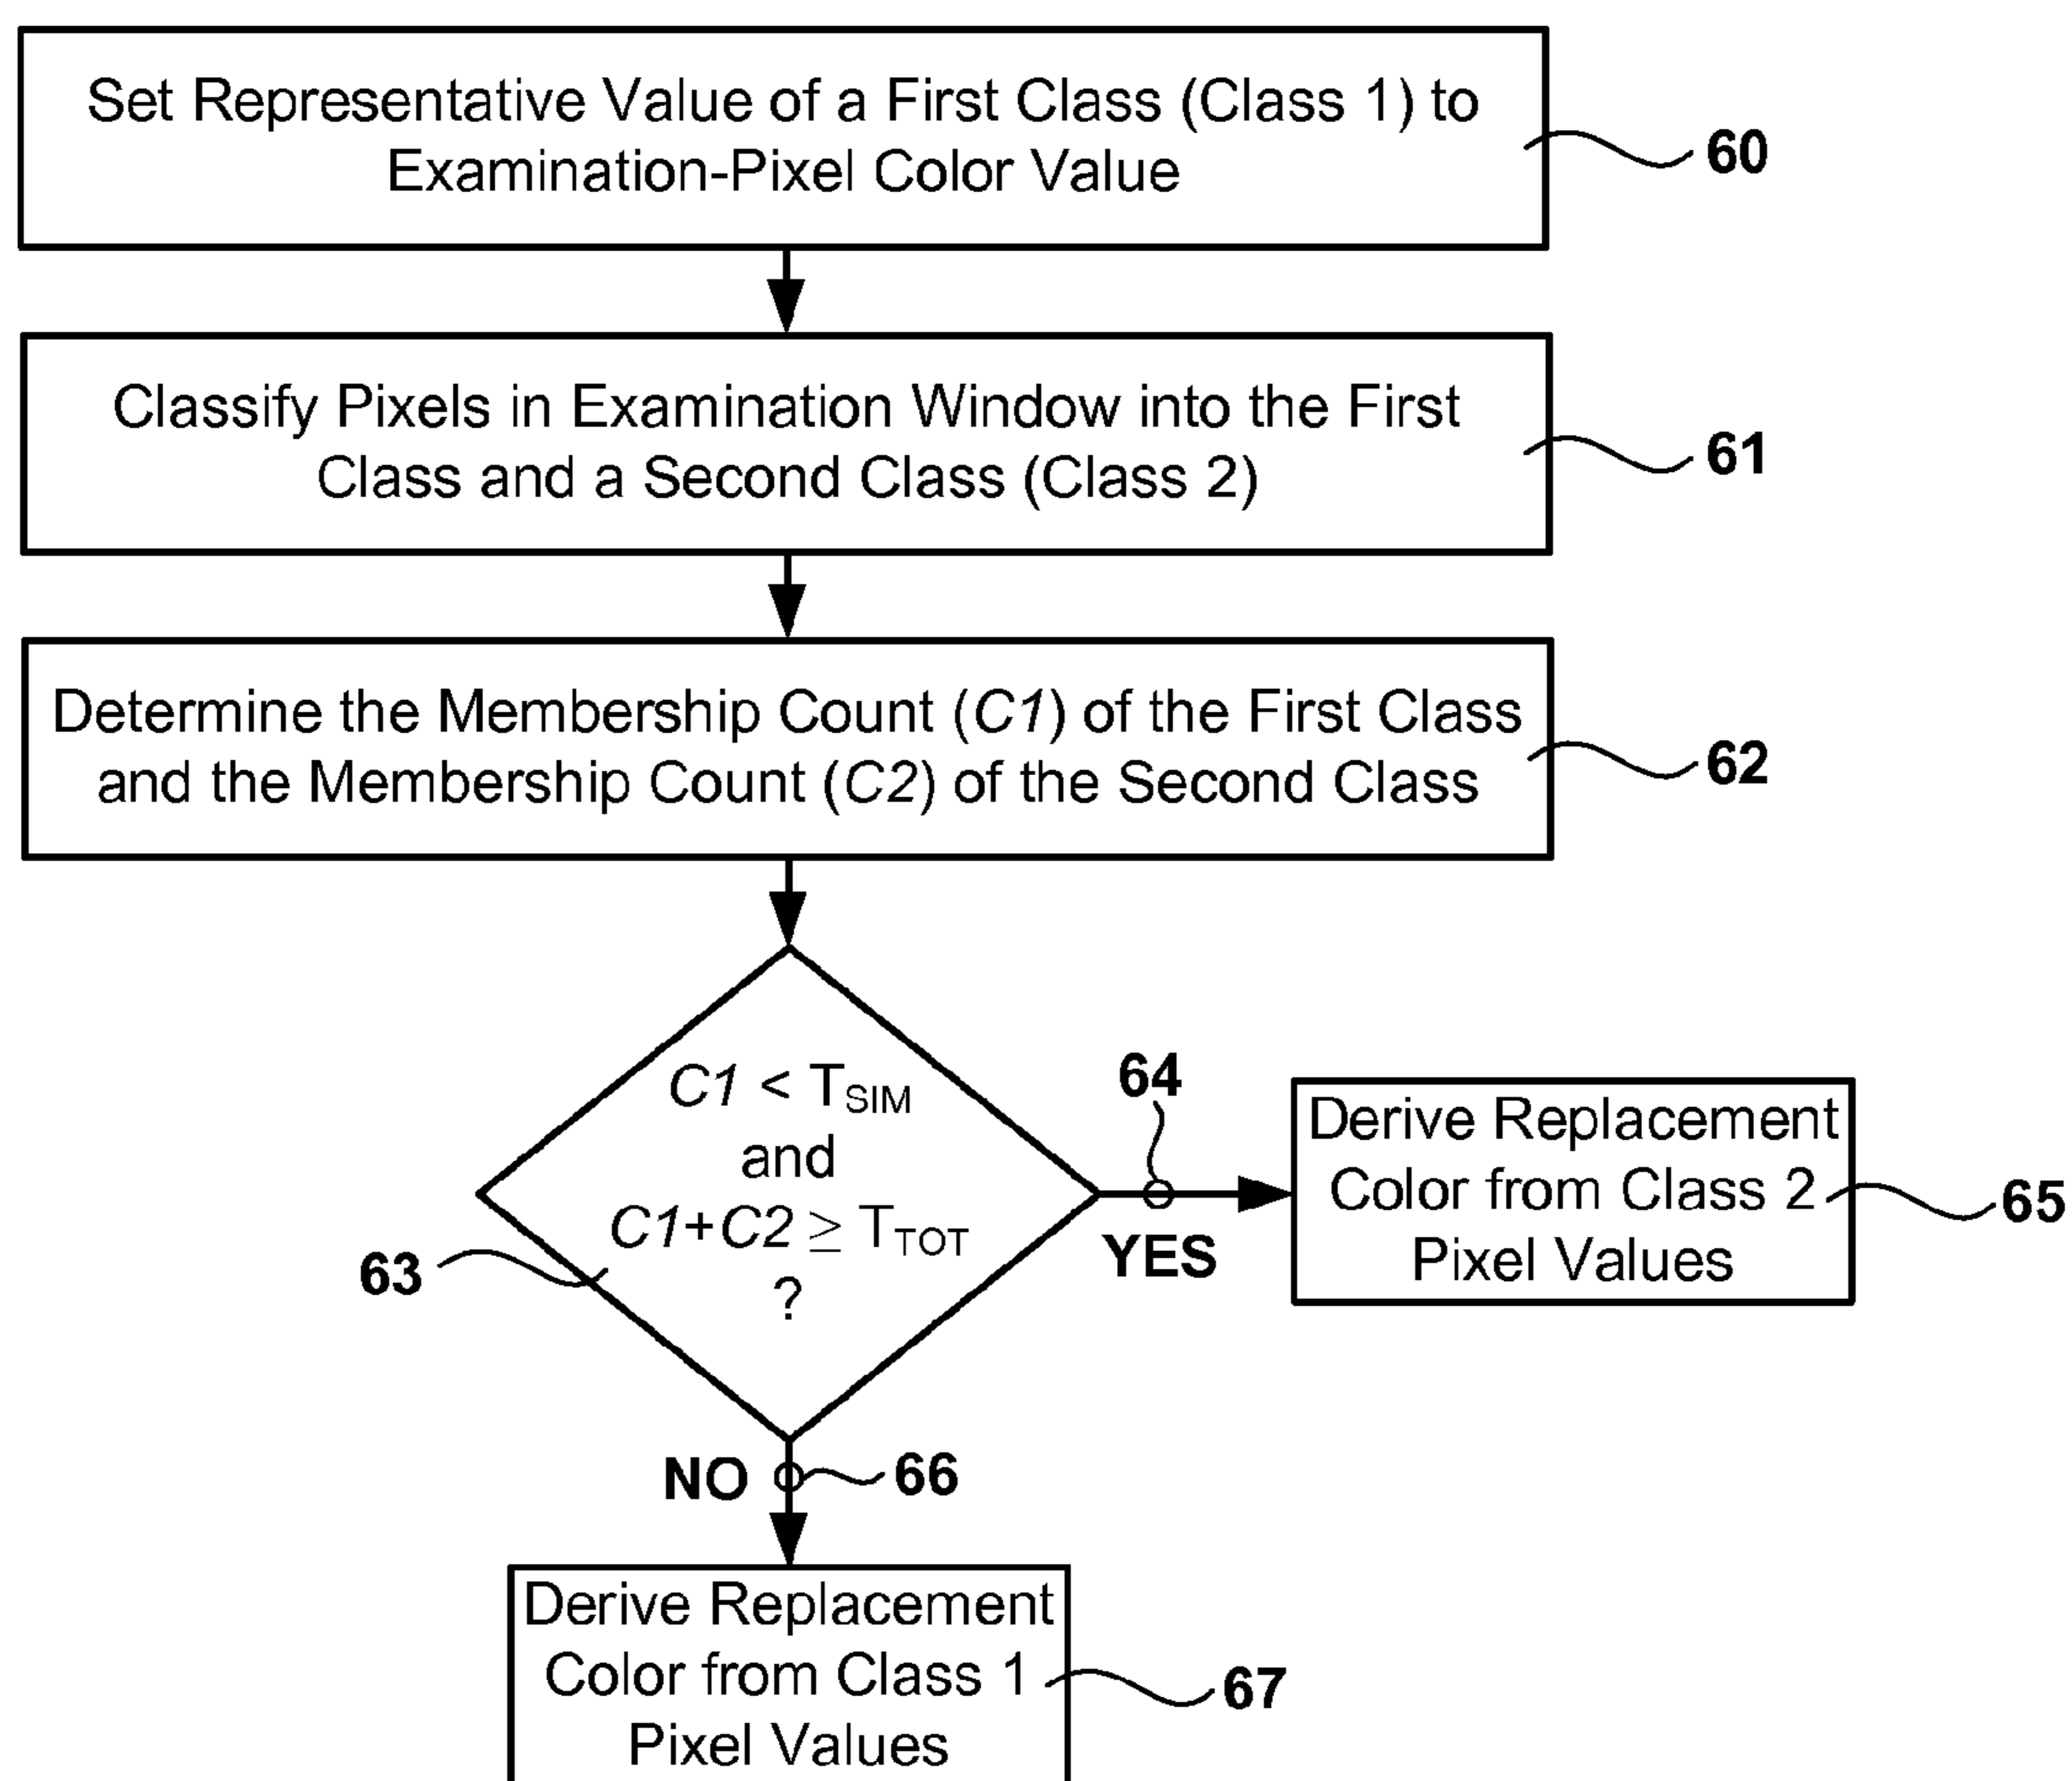 Set Representative Value of a First Class (Class 1) to
Examination-Pixel Color Value
60
Classify Pixels in Examination Window into the First
Class and a Second Class (Class 2)
61
Determine the Membership Count (C1) of the First Class
and the Membership Count (C2) of the Second Class
62
C1 < TSIM
and
C1+C2 ≥ TTOT
?
63
64
YES
Derive Replacement
Color from Class 2
Pixel Values
65
NO
66
Derive Replacement
Color from Class 1
Pixel Values
67